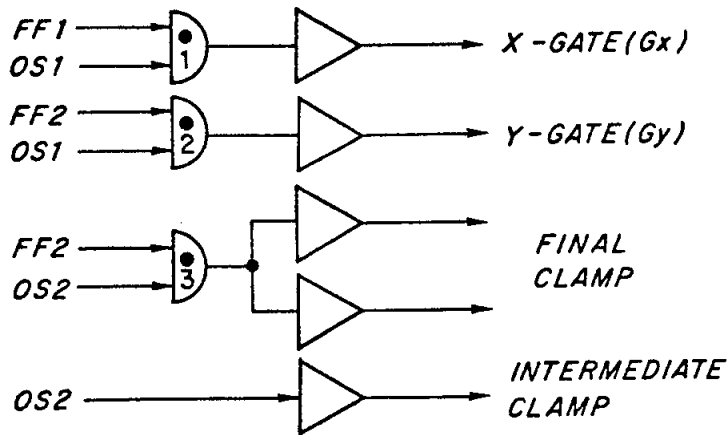 FF1
OS1
1
X-GATE(Gx)
FF2
OS1
2
Y-GATE(Gy)
FF2
OS2
3
FINAL
CLAMP
OS2
INTERMEDIATE
CLAMP